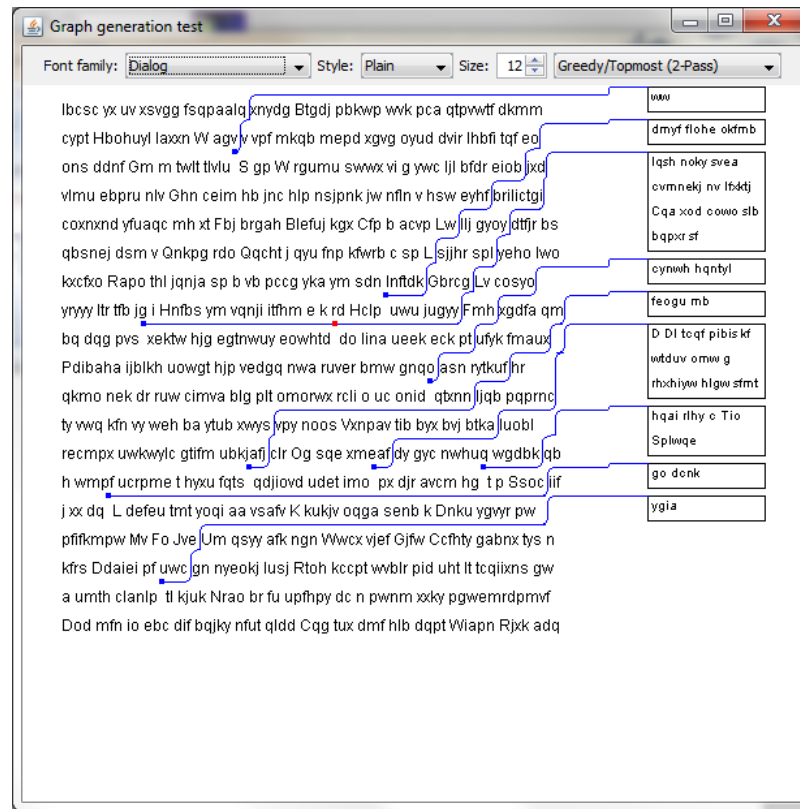 Graph generation test
Font family: Dialog Style: Plain Size: 12 Greedy/Topmost (2-Pass)
lbcsc yx uv xsvgg fsqpaalq xnydg Btgdj pbkwp wvk pca qtpvwtf dkmm
cypt Hbohuyl laxxn W agv v vpf mkqb mepd xgvg oyud dvir lhbfi tqf eo
ons ddnf Gm m twlt tlvlu S gp W rgumu swwx vi g ywc ljl bfdr eiob jxd
vlmu ebpru nlv Ghn ceim hb jnc hlp nsjpnk jw nfln v hsw eyhf brilictgi
coxnxnd yfuaqc mh xt Fbj brgah Blefuj kgx Cfp b acvp Lw llj gyoy dtfjr bs
qbsnej dsm v Qnkpg rdo Qqcht j qyu fnp kfwrb c sp L sjjhr spl yeho lwo
kxcfxo Rapo thl jqnja sp b vb pccg yka ym sdn lnftdk Gbrcg Lv cosyo
yryyy ltr tfb jg i Hnfbs ym vqnji itfhm e k rd Hclp uwu jugyy Fmh xgdfa qm
bq dqg pvs xektw hjg egtnwuy eowhtd do lina ueek eck pt ufyk fmaux
Pdibaha ijblkh uowgt hjp vedgq nwa ruver bmw gnqo asn rytkuf hr
qkmo nek dr ruw cimva blg plt omorwx rcli o uc onid qtxnn ljqb pqprnc
ty vwq kfn vy weh ba ytub xwys vpy noos Vxnpav tib byx bvj btka luobl
recmpx uwkwylc gtifm ubkjafj clr Og sqe xmeaf dy gyc nwhuq wgdbk qb
h wmpf ucrpme t hyxu fqts qdjiovd udet imo px djr avcm hg t p Ssoc iif
j xx dq L defeu tmt yoqi aa vsafv K kukjv oqga senb k Dnku ygvyr pw
pfifkmpw Mv Fo Jve Um qsyy afk ngn Wwcx vjef Gjfw Ccfhty gabnx tys n
kfrs Ddaiei pf uwc gn nyeokj lusj Rtoh kccpt wvblr pid uht lt tcqiixns gw
a umth clanlp tl kjuk Nrao br fu upfhpy dc n pwnm xxky pgwemrdpmvf
Dod mfn io ebc dif bqjky nfut qldd Cqg tux dmf hlb dqpt Wiapn Rjxk adq
dmyf flohe okfmb
lqsh noky svea
cvmnekj nv lfxktj
Cqa xod cowo slb
bqpxr sf
cynwh hqntyl
feogu mb
D Dl tcqf pibis kf
wtduv omw g
rhxhiyw hlgw sfmt
hqai rlhy c Tio
Splwqe
go dcnk
ygia